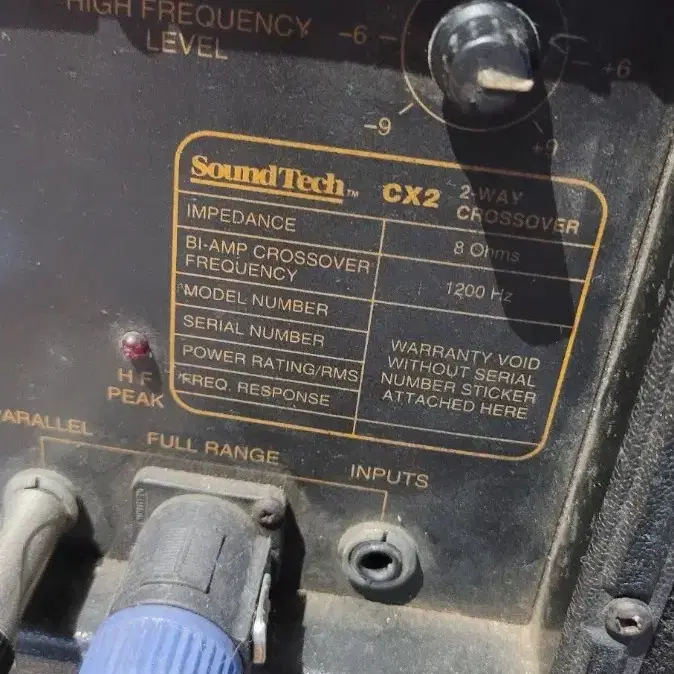 HIGH FREQUENCY
LEVEL
-6
+6
-9
+9
SoundTech™ CX2 2-WAY
CROSSOVER
IMPEDANCE
8 Ohms
BI-AMP CROSSOVER
FREQUENCY
1200 Hz
MODEL NUMBER
SERIAL NUMBER
POWER RATING/RMS
FREQ. RESPONSE
WARRANTY VOID
WITHOUT SERIAL
NUMBER STICKER
ATTACHED HERE
H F
PEAK
ARALLEL
FULL RANGE
INPUTS